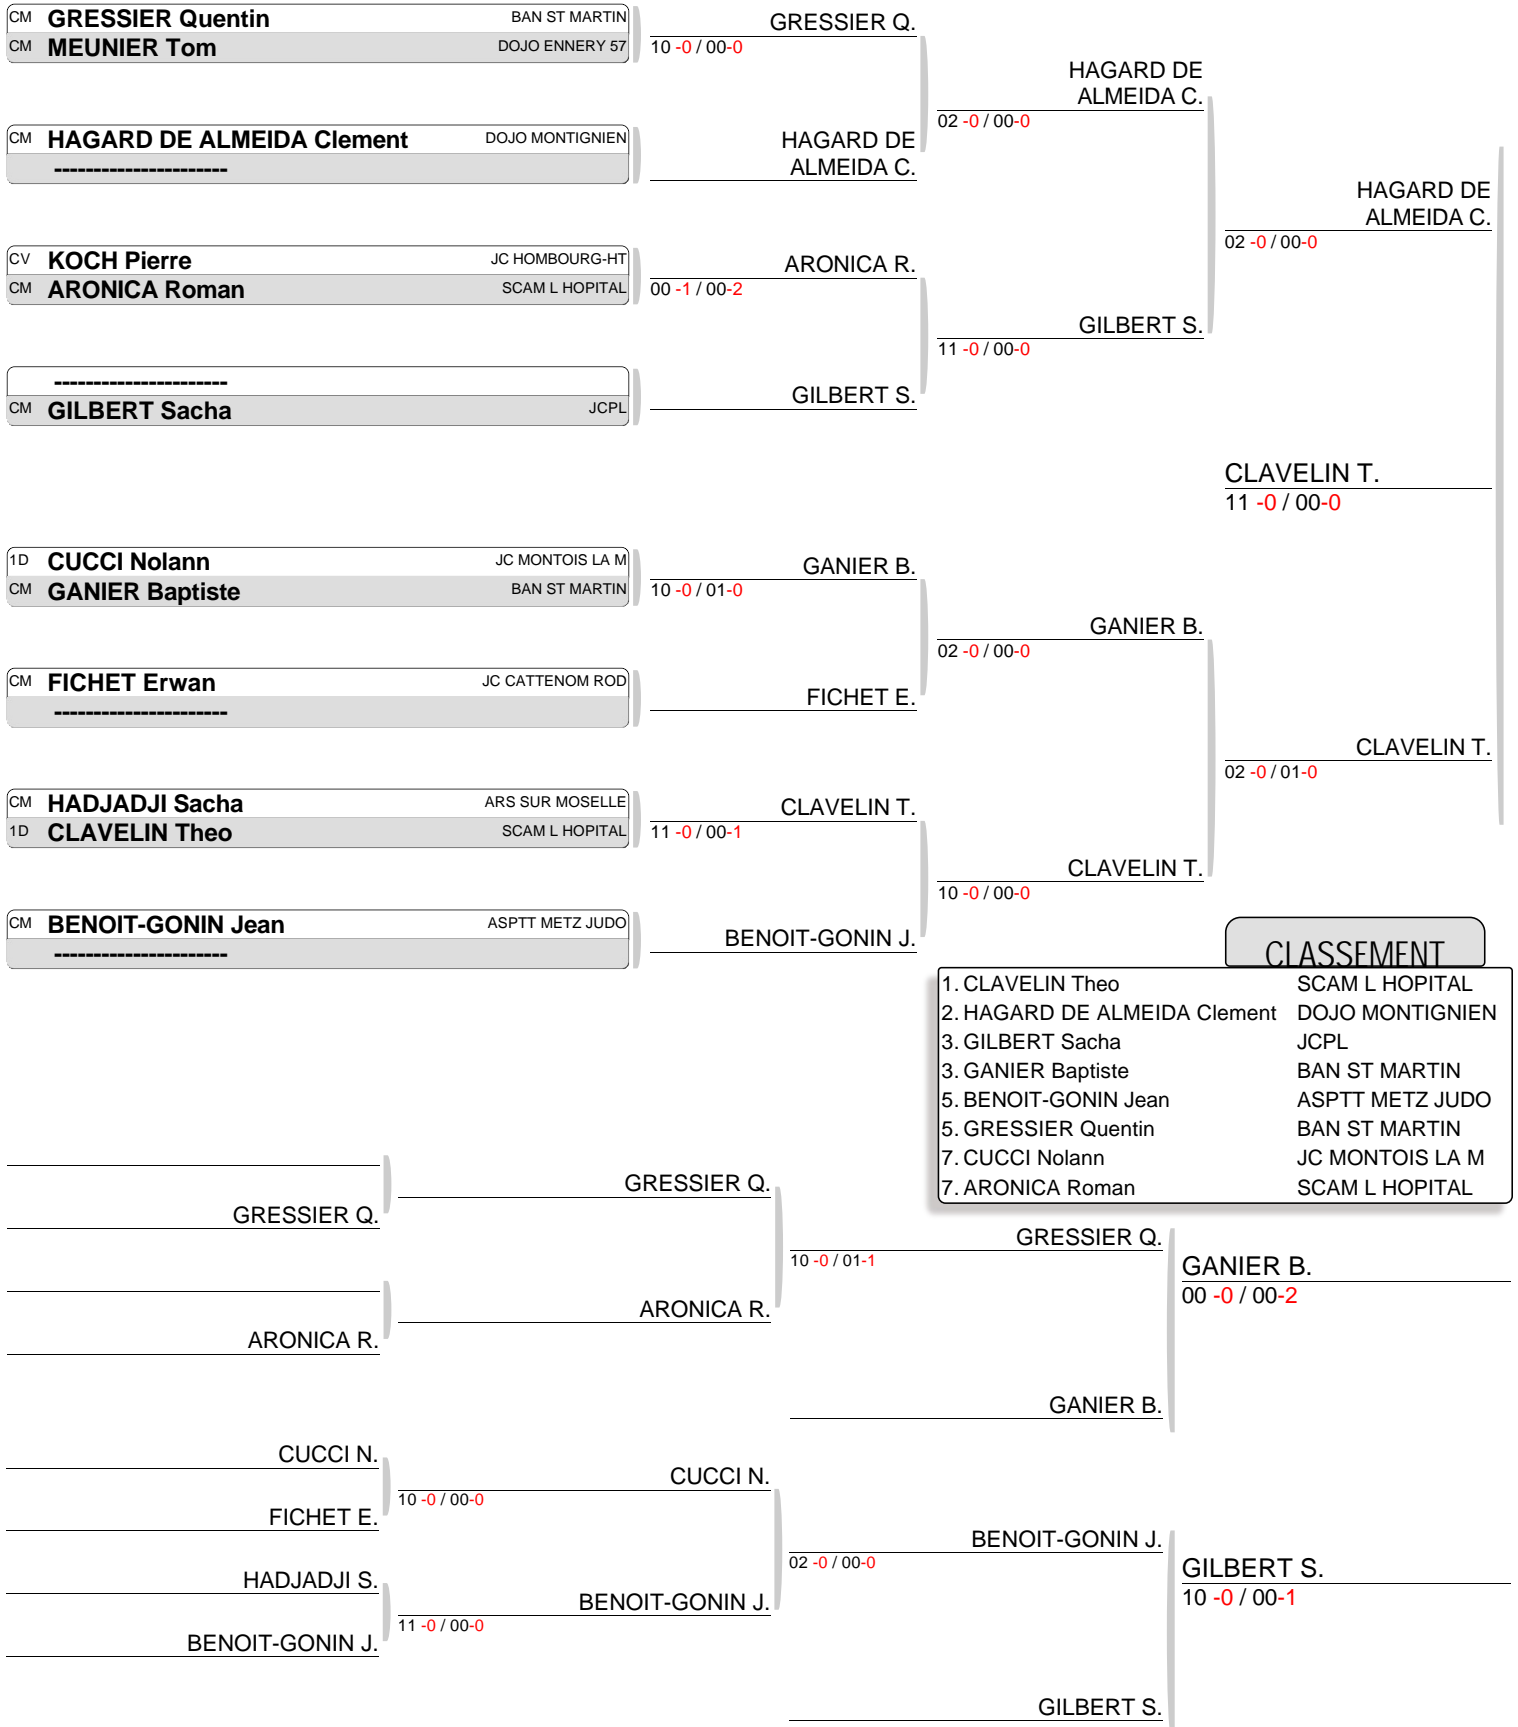 CM GRESSIER Quentin BAN ST MARTIN
CM MEUNIER Tom DOJO ENNERY 57
GRESSIER Q.
10 -0 / 00-0
CM HAGARD DE ALMEIDA Clement DOJO MONTIGNIEN
----------------------
HAGARD DE
ALMEIDA C.
HAGARD DE
ALMEIDA C.
02 -0 / 00-0
CV KOCH Pierre JC HOMBOURG-HT
CM ARONICA Roman SCAM L HOPITAL
ARONICA R.
00 -1 / 00-2
----------------------
CM GILBERT Sacha JCPL
GILBERT S.
GILBERT S.
11 -0 / 00-0
HAGARD DE
ALMEIDA C.
02 -0 / 00-0
CLAVELIN T.
11 -0 / 00-0
1D CUCCI Nolann JC MONTOIS LA M
CM GANIER Baptiste BAN ST MARTIN
GANIER B.
10 -0 / 01-0
CM FICHET Erwan JC CATTENOM ROD
----------------------
FICHET E.
GANIER B.
02 -0 / 00-0
CM HADJADJI Sacha ARS SUR MOSELLE
1D CLAVELIN Theo SCAM L HOPITAL
CLAVELIN T.
11 -0 / 00-1
CM BENOIT-GONIN Jean ASPTT METZ JUDO
----------------------
BENOIT-GONIN J.
CLAVELIN T.
10 -0 / 00-0
CLAVELIN T.
02 -0 / 01-0
CLASSEMENT
1. CLAVELIN Theo SCAM L HOPITAL
2. HAGARD DE ALMEIDA Clement DOJO MONTIGNIEN
3. GILBERT Sacha JCPL
3. GANIER Baptiste BAN ST MARTIN
5. BENOIT-GONIN Jean ASPTT METZ JUDO
5. GRESSIER Quentin BAN ST MARTIN
7. CUCCI Nolann JC MONTOIS LA M
7. ARONICA Roman SCAM L HOPITAL
GRESSIER Q.
GRESSIER Q.
ARONICA R.
ARONICA R.
GRESSIER Q.
10 -0 / 01-1
GANIER B.
GANIER B.
00 -0 / 00-2
CUCCI N.
FICHET E.
CUCCI N.
10 -0 / 00-0
HADJADJI S.
BENOIT-GONIN J.
BENOIT-GONIN J.
11 -0 / 00-0
BENOIT-GONIN J.
02 -0 / 00-0
GILBERT S.
GILBERT S.
10 -0 / 00-1